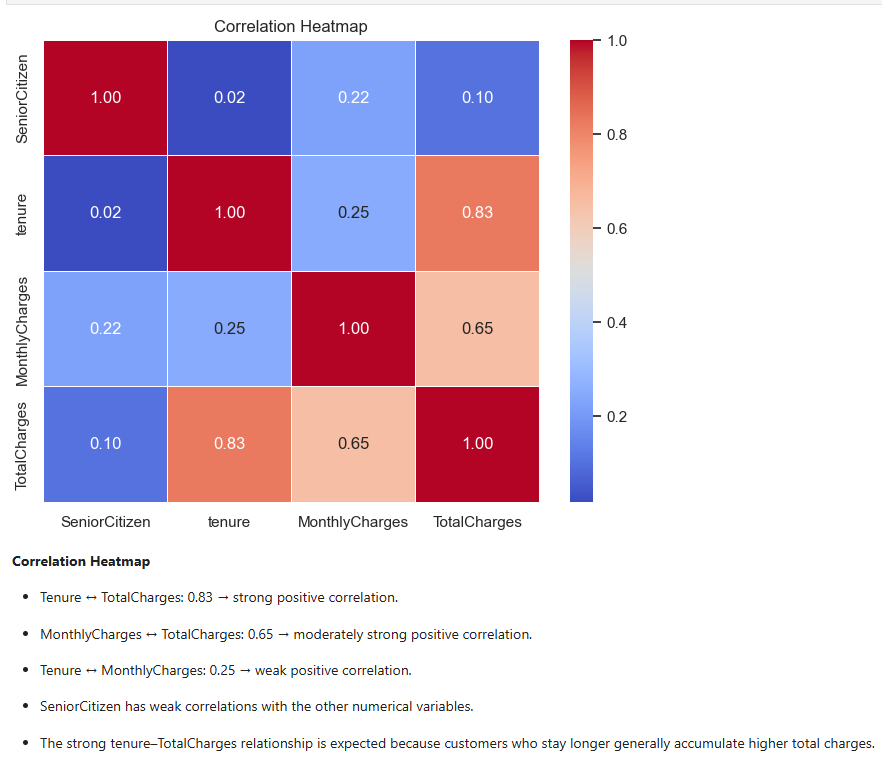 Correlation Heatmap
SeniorCitizen
1.00
0.02
0.22
0.10
tenure
0.02
1.00
0.25
0.83
MonthlyCharges
0.22
0.25
1.00
0.65
TotalCharges
0.10
0.83
0.65
1.00
SeniorCitizen
tenure
MonthlyCharges
TotalCharges
1.0
0.8
0.6
0.4
0.2
Correlation Heatmap
• Tenure ↔ TotalCharges: 0.83 → strong positive correlation.
• MonthlyCharges ↔ TotalCharges: 0.65 → moderately strong positive correlation.
• Tenure ↔ MonthlyCharges: 0.25 → weak positive correlation.
• SeniorCitizen has weak correlations with the other numerical variables.
• The strong tenure–TotalCharges relationship is expected because customers who stay longer generally accumulate higher total charges.